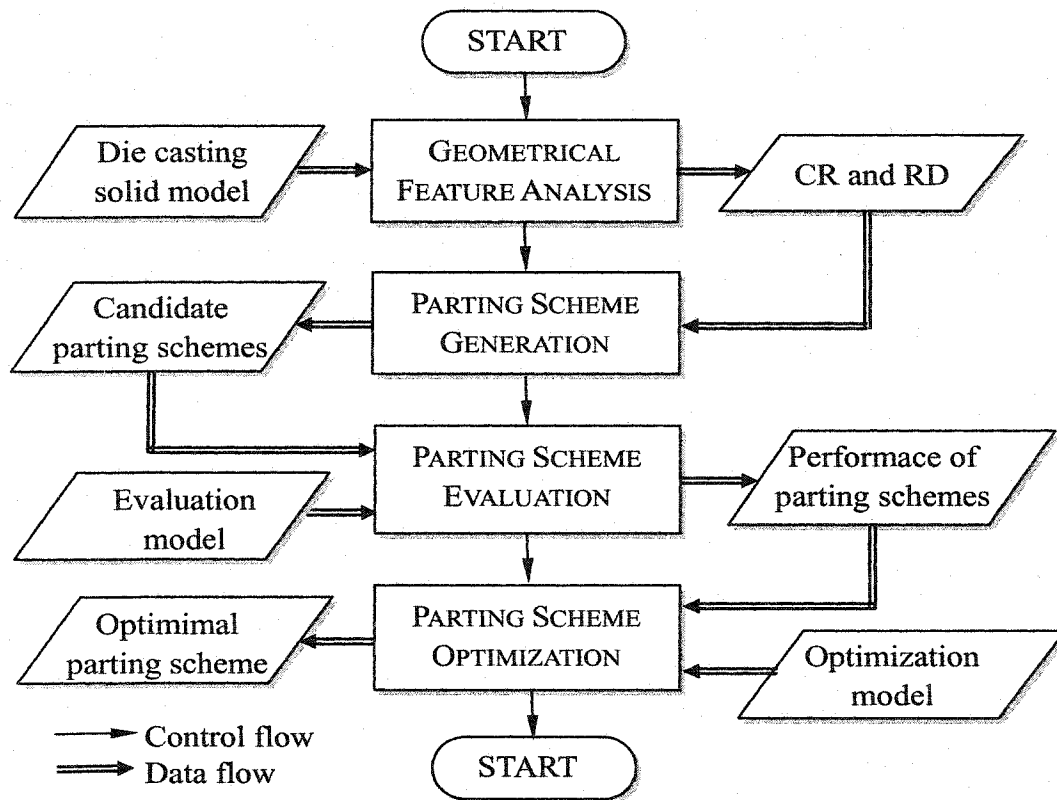 START
Die casting
solid model
GEOMETRICAL
FEATURE ANALYSIS
CR and RD
Candidate
parting schemes
PARTING SCHEME
GENERATION
PARTING SCHEME
EVALUATION
Performace of
parting schemes
Evaluation
model
Optimimal
parting scheme
PARTING SCHEME
OPTIMIZATION
Optimization
model
Control flow
Data flow
START